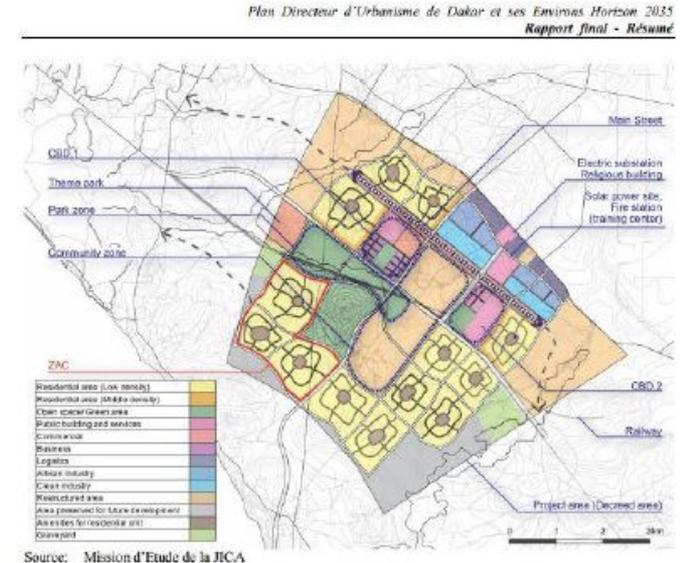 Plan Directeur d'Urbanisme de Dakar et ses Environs Horizon 2035
Rapport final - Résumé
Main Street
CBD 1
Electric substation
Religious building
Theme park
Solar power site,
Fire station
(training center)
Park zone
Community zone
ZAC
CBD 2
Railway
Project area (Decreed area)
Residential area (Low density)
Residential area (Middle density)
Open space/Green area
Public building and services
Commercial
Business
Logistics
Artisan industry
Clean industry
Restructured area
Area preserved for future development
Amenities for residential unit
Graveyard
0 1 2 3km
Source: Mission d'Etude de la JICA